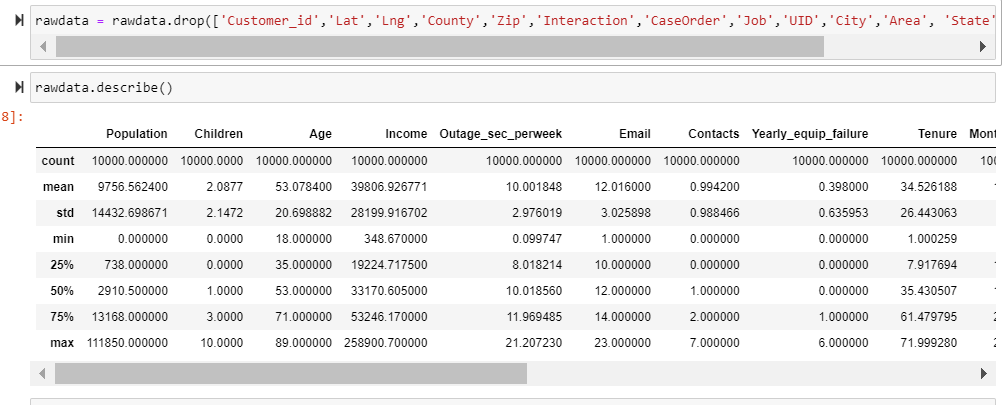 rawdata = rawdata.drop(['Customer_id','Lat','Lng','County','Zip','Interaction','CaseOrder','Job','UID','City','Area', 'State'
rawdata.describe()
8]:
Population Children Age Income Outage_sec_perweek Email Contacts Yearly_equip_failure Tenure Mont
count 10000.000000 10000.0000 10000.000000 10000.000000 10000.000000 10000.000000 10000.000000 10000.000000 10000.000000 100
mean 9756.562400 2.0877 53.078400 39806.926771 10.001848 12.016000 0.994200 0.398000 34.526188
std 14432.698671 2.1472 20.698882 28199.916702 2.976019 3.025898 0.988466 0.635953 26.443063
min 0.000000 0.0000 18.000000 348.670000 0.099747 1.000000 0.000000 0.000000 1.000259
25% 738.000000 0.0000 35.000000 19224.717500 8.018214 10.000000 0.000000 0.000000 7.917694
50% 2910.500000 1.0000 53.000000 33170.605000 10.018560 12.000000 1.000000 0.000000 35.430507
75% 13168.000000 3.0000 71.000000 53246.170000 11.969485 14.000000 2.000000 1.000000 61.479795
max 111850.000000 10.0000 89.000000 258900.700000 21.207230 23.000000 7.000000 6.000000 71.999280